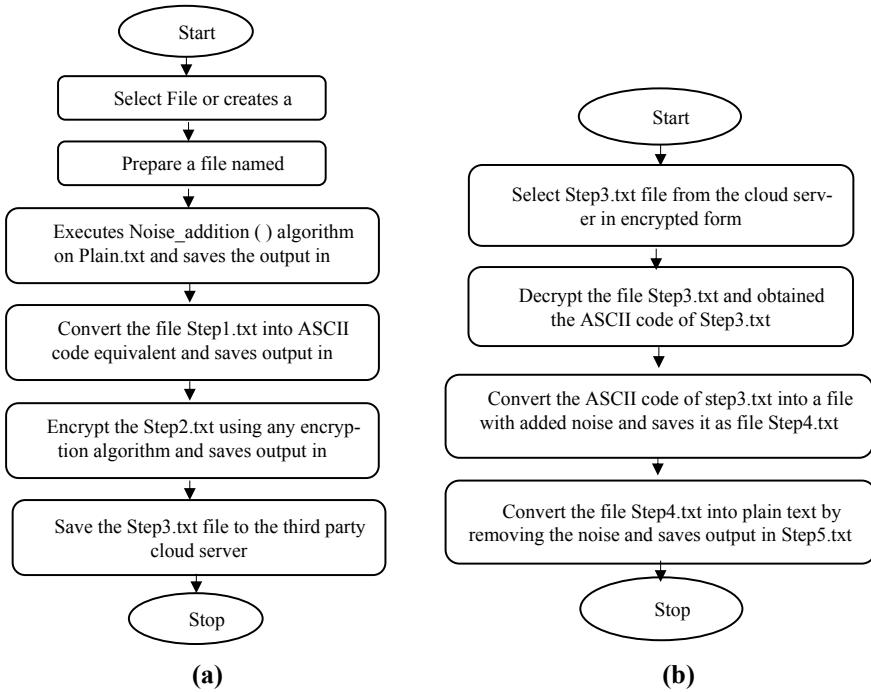 Start
Select File or creates a
Prepare a file named
Executes Noise_addition ( ) algorithm
on Plain.txt and saves the output in
Convert the file Step1.txt into ASCII
code equivalent and saves output in
Encrypt the Step2.txt using any encryp-
tion algorithm and saves output in
Save the Step3.txt file to the third party
cloud server
Stop
(a)
Start
Select Step3.txt file from the cloud serv-
er in encrypted form
Decrypt the file Step3.txt and obtained
the ASCII code of Step3.txt
Convert the ASCII code of step3.txt into a file
with added noise and saves it as file Step4.txt
Convert the file Step4.txt into plain text by
removing the noise and saves output in Step5.txt
Stop
(b)